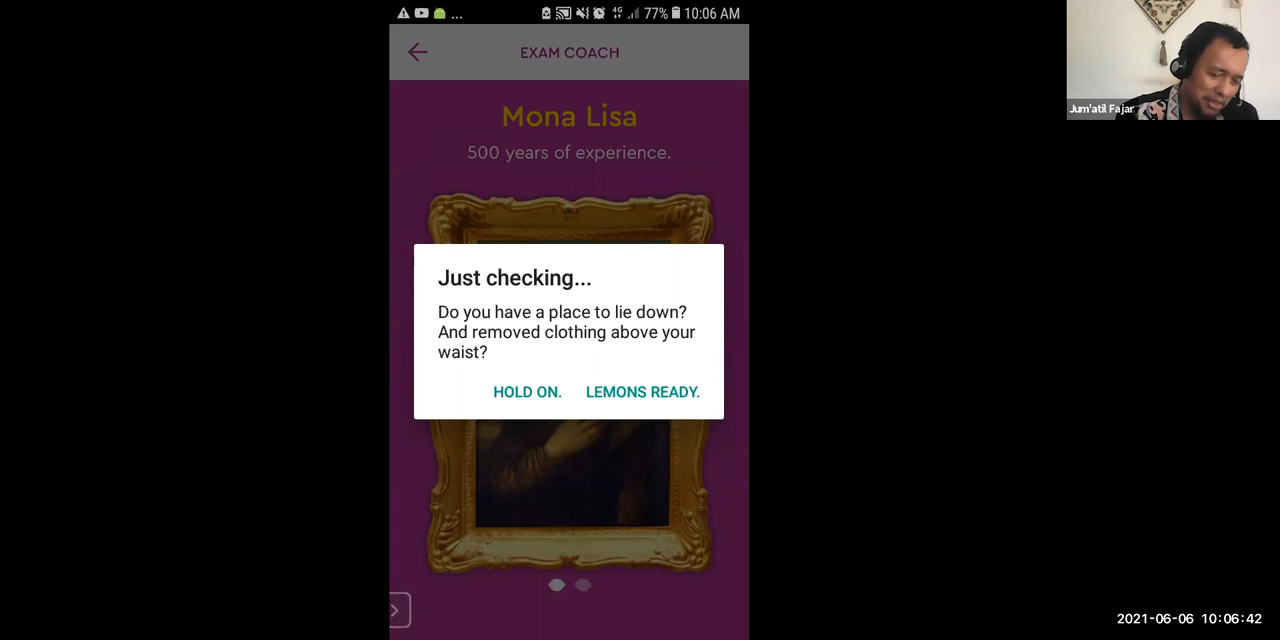 ... 4G 77% 10:06 AM
EXAM COACH
Mona Lisa
500 years of experience.
Just checking...
Do you have a place to lie down?
And removed clothing above your
waist?
HOLD ON. LEMONS READY.
Jum'atil Fajar
2021-06-06 10:06:42